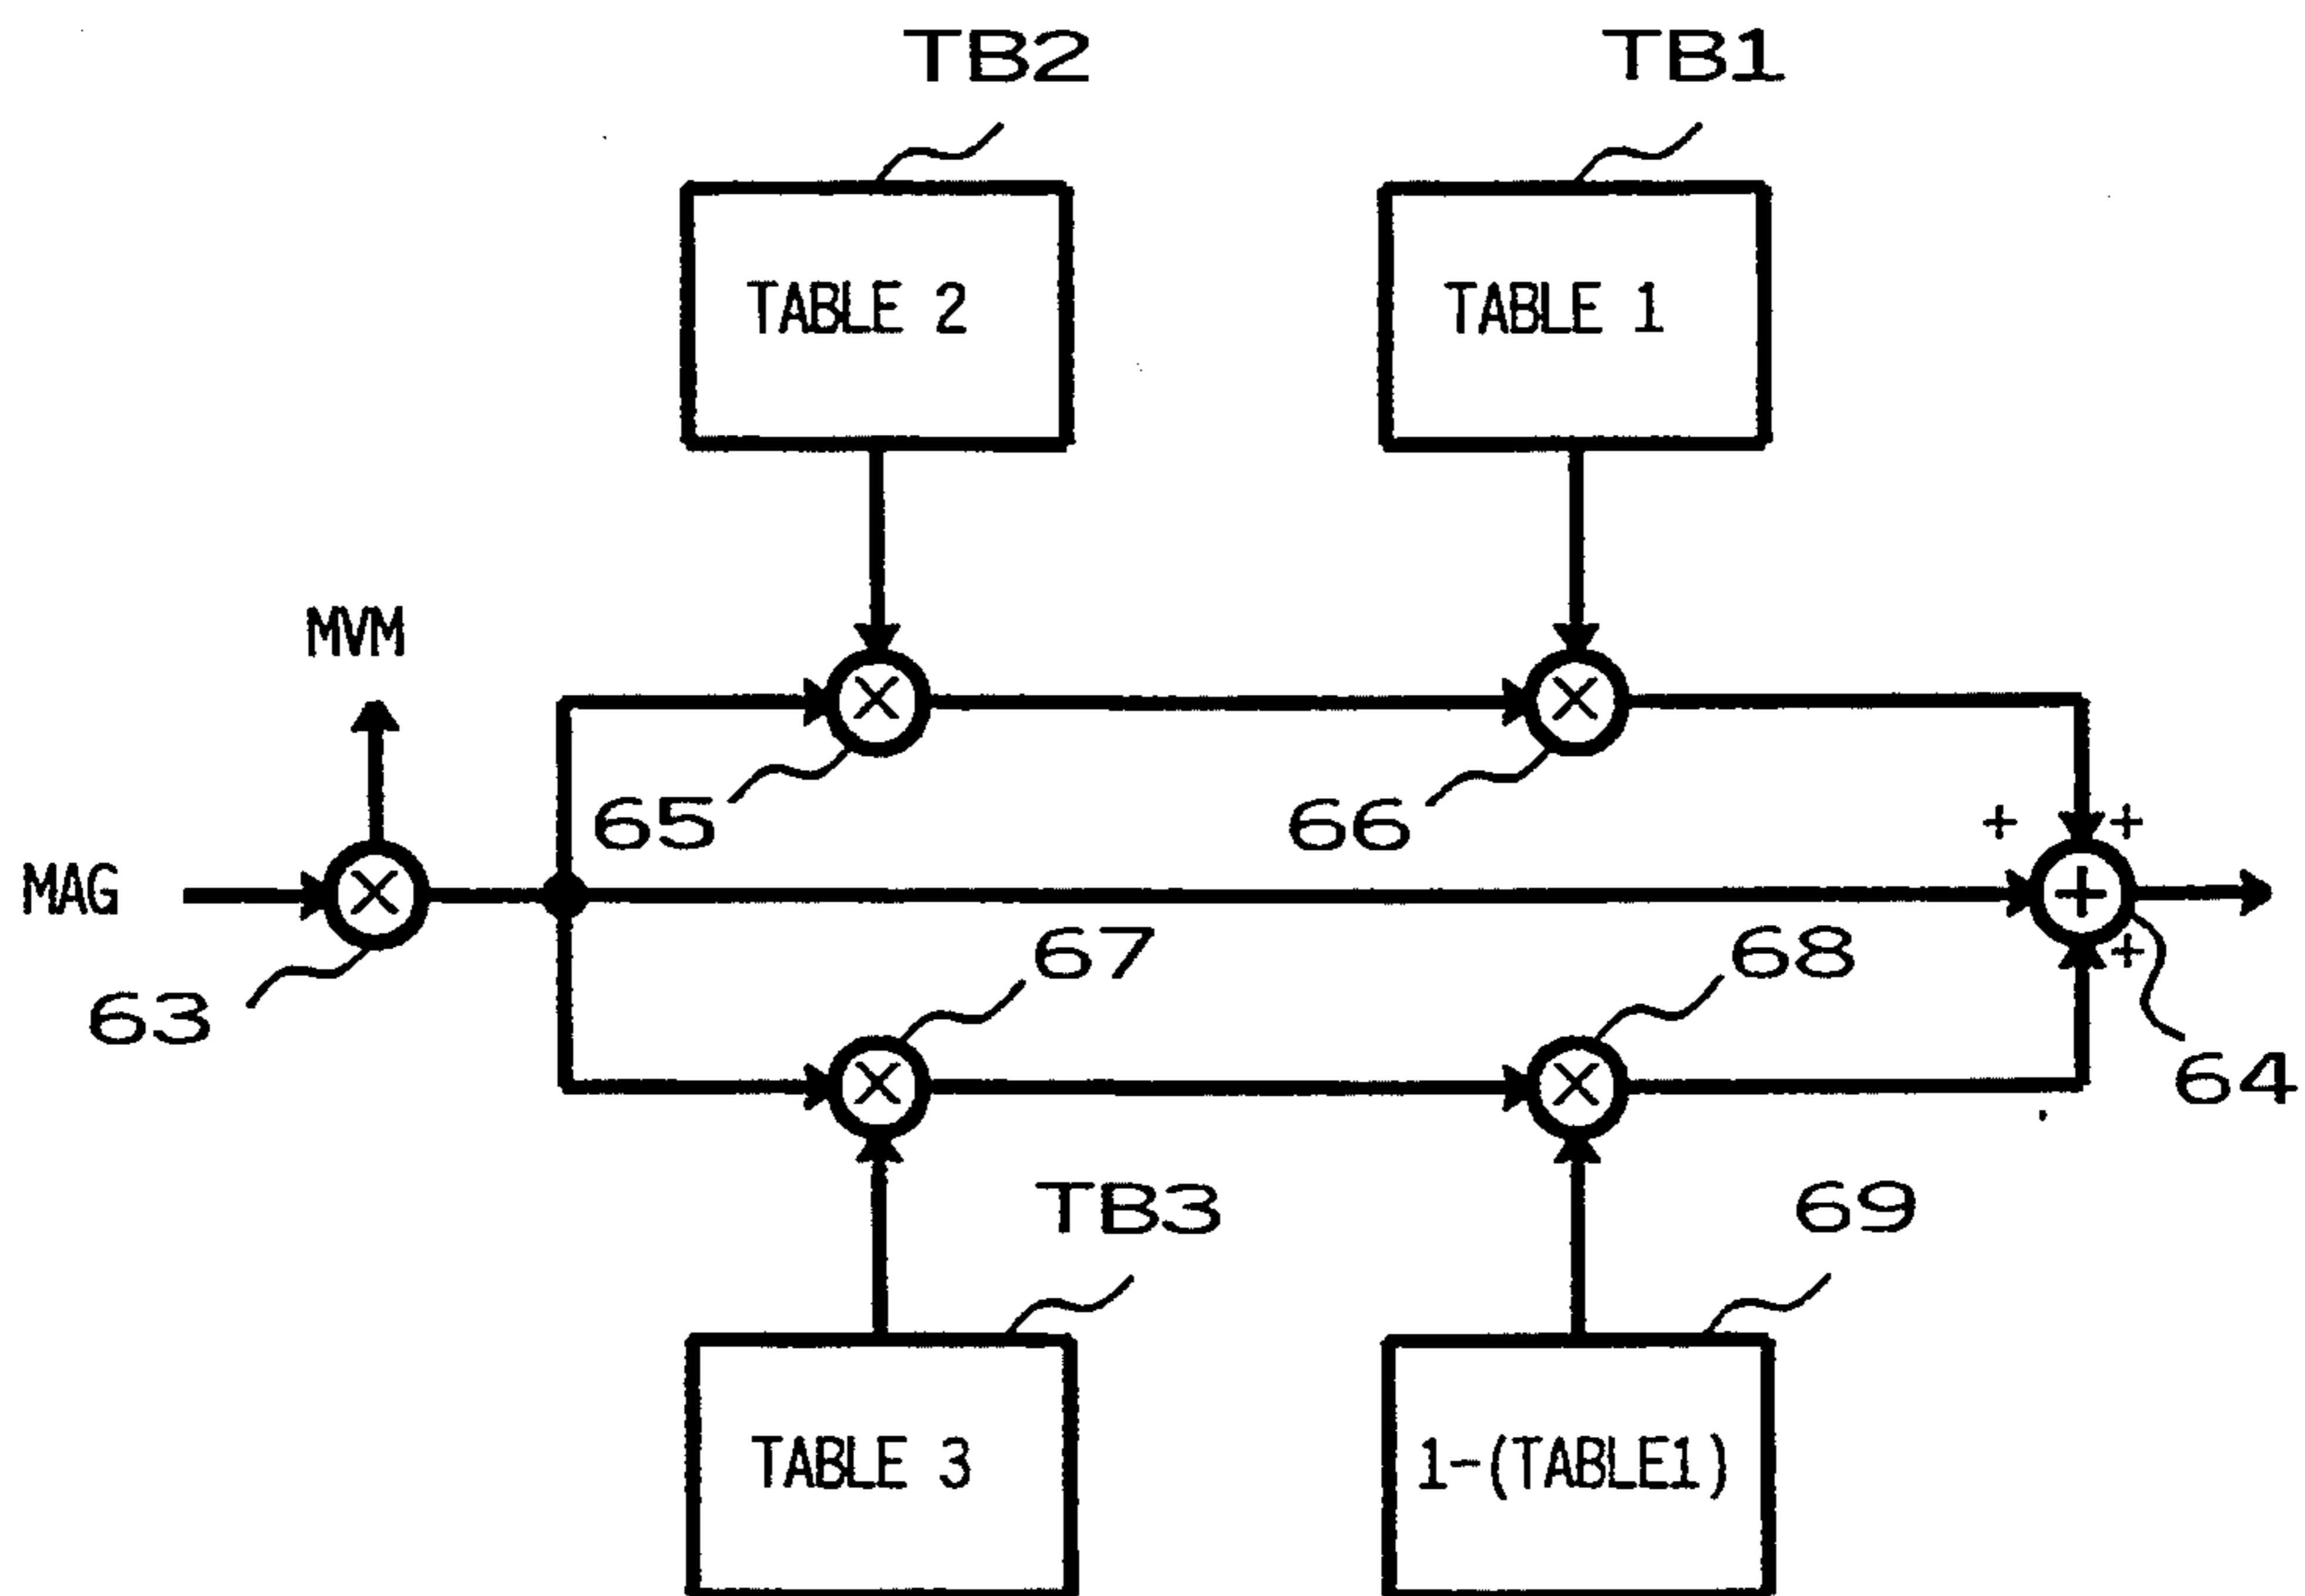 TB2
TB1
TABLE 2
TABLE 1
MVM
×
×
65
66
+
+
MAG
×
+
67
68
+
63
×
×
64
TB3
69
TABLE 3
1-(TABLE1)